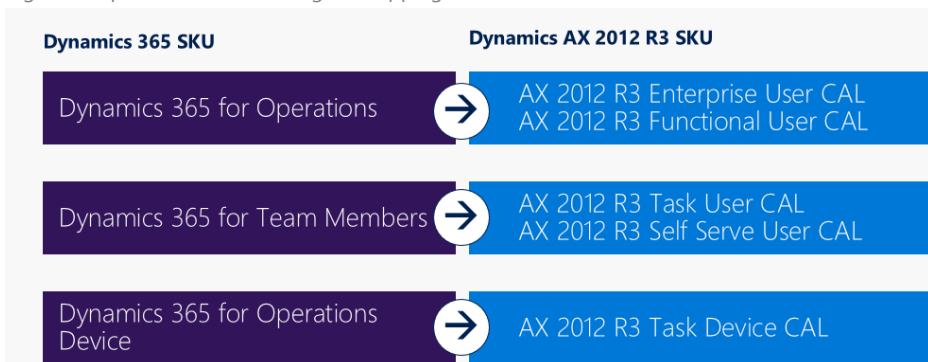 Dynamics 365 SKU
Dynamics AX 2012 R3 SKU
Dynamics 365 for Operations
AX 2012 R3 Enterprise User CAL
AX 2012 R3 Functional User CAL
Dynamics 365 for Team Members
AX 2012 R3 Task User CAL
AX 2012 R3 Self Serve User CAL
Dynamics 365 for Operations
Device
AX 2012 R3 Task Device CAL